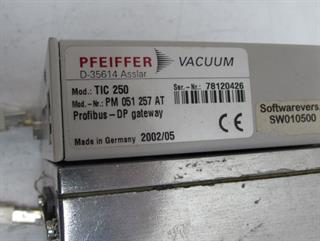 PFEIFFER VACUUM
D-35614 Asslar
Mod.: TIC 250
Ser.-Nr.: 78120426
Mod.-Nr.: PM 051 257 AT
Profibus-DP gateway
Made in Germany 2002/05
CE
Softwarevers.
SW010500